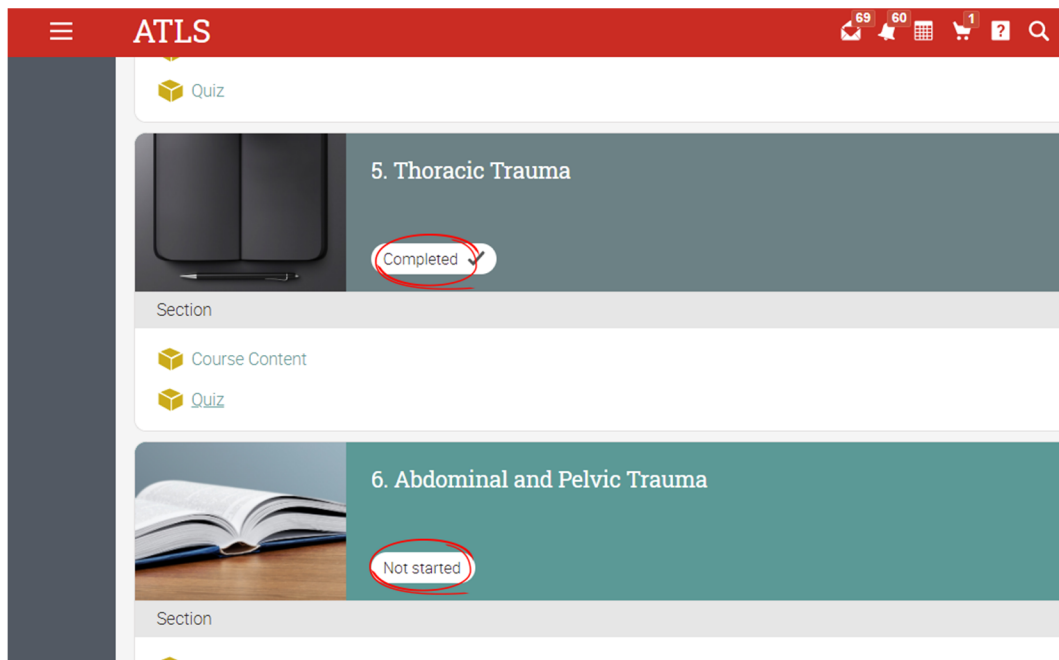 ATLS
69
60
1
?
Quiz
5. Thoracic Trauma
Completed
Section
Course Content
Quiz
6. Abdominal and Pelvic Trauma
Not started
Section